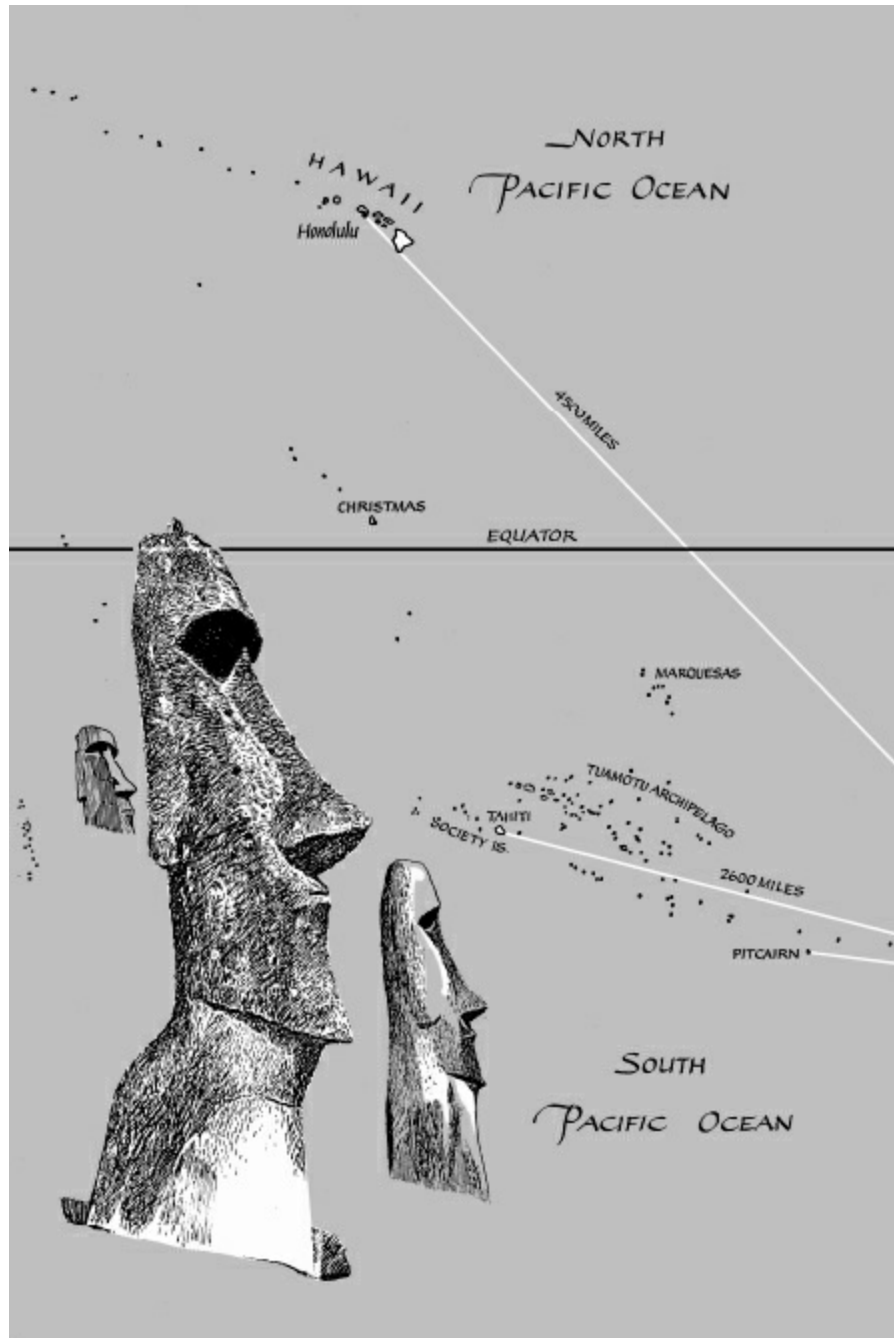 NORTH
PACIFIC OCEAN
HAWAII
Honolulu
4500 MILES
CHRISTMAS
EQUATOR
MARQUESAS
TUAMOTU ARCHIPELAGO
TAHITI
SOCIETY IS.
2600 MILES
PITCAIRN
SOUTH
PACIFIC OCEAN